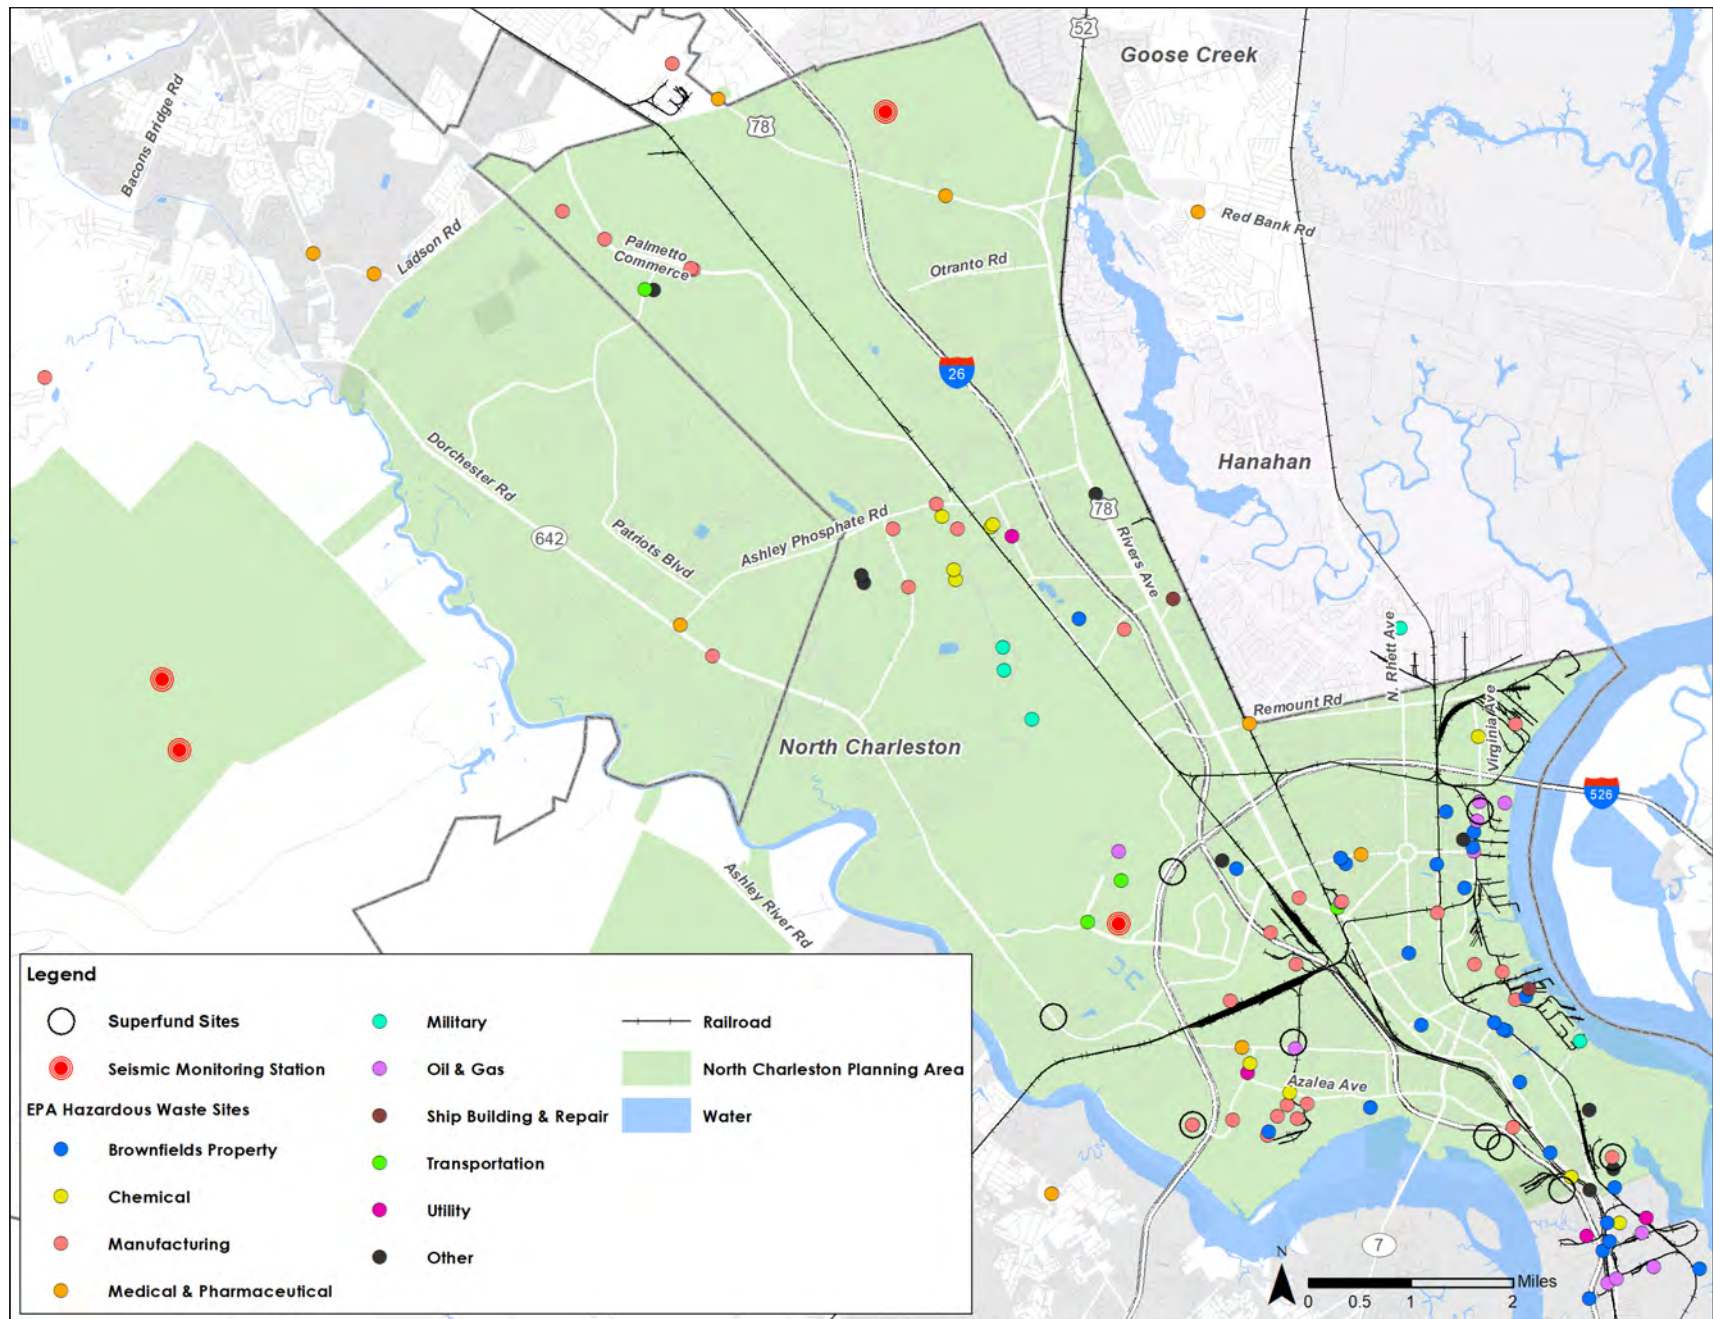 52
Goose Creek
Bacons Bridge Rd
78
Red Bank Rd
Ladson Rd
Palmetto
Commerce
Otranto Rd
26
Dorchester Rd
Hanahan
78
642
Patriots Blvd
Ashley Phosphate Rd
Rivers Ave
N. Rhett Ave
Remount Rd
Virginia Ave
North Charleston
526
Ashley River Rd
Azalea Ave
7
Legend
Superfund Sites
Seismic Monitoring Station
EPA Hazardous Waste Sites
Brownfields Property
Chemical
Manufacturing
Medical & Pharmaceutical
Military
Oil & Gas
Ship Building & Repair
Transportation
Utility
Other
Railroad
North Charleston Planning Area
Water
N
Miles
0 0.5 1 2